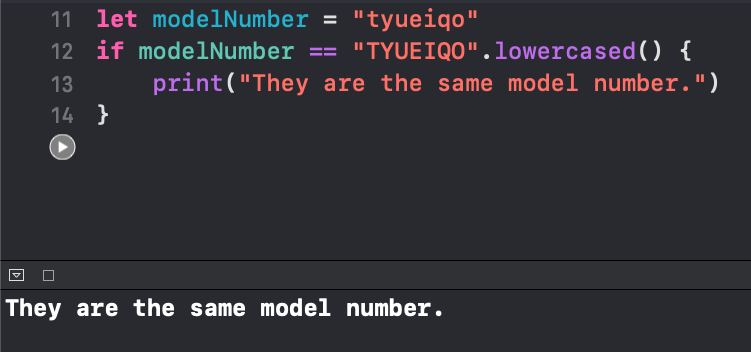 11 let modelNumber = "tyueiqo"
12 if modelNumber == "TYUEIQO".lowercased() {
13     print("They are the same model number.")
14 }
They are the same model number.